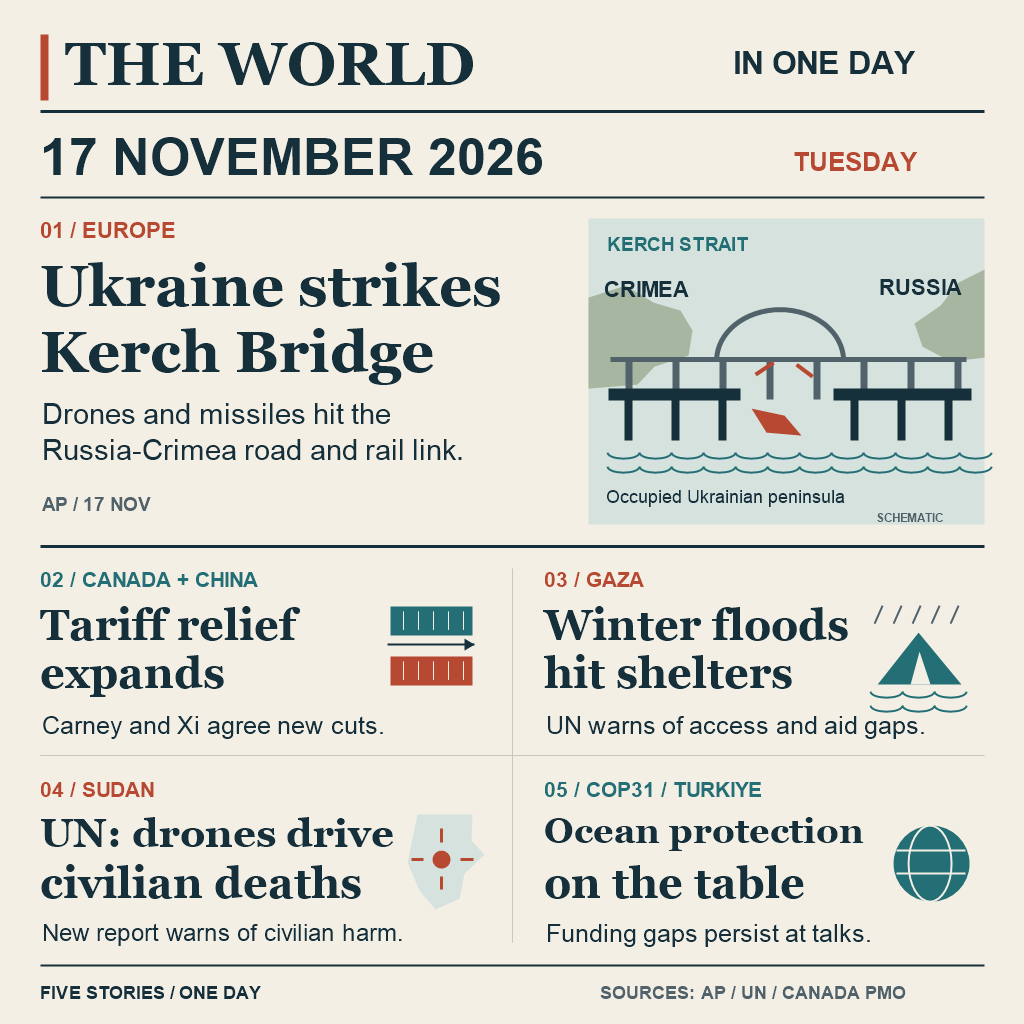 THE WORLD
IN ONE DAY
17 NOVEMBER 2026
TUESDAY
01 / EUROPE
Ukraine strikes
Kerch Bridge
Drones and missiles hit the
Russia-Crimea road and rail link.
AP / 17 NOV
KERCH STRAIT
CRIMEA
RUSSIA
Occupied Ukrainian peninsula
SCHEMATIC
02 / CANADA + CHINA
Tariff relief
expands
Carney and Xi agree new cuts.
03 / GAZA
Winter floods
hit shelters
UN warns of access and aid gaps.
04 / SUDAN
UN: drones drive
civilian deaths
New report warns of civilian harm.
05 / COP31 / TURKIYE
Ocean protection
on the table
Funding gaps persist at talks.
FIVE STORIES / ONE DAY
SOURCES: AP / UN / CANADA PMO